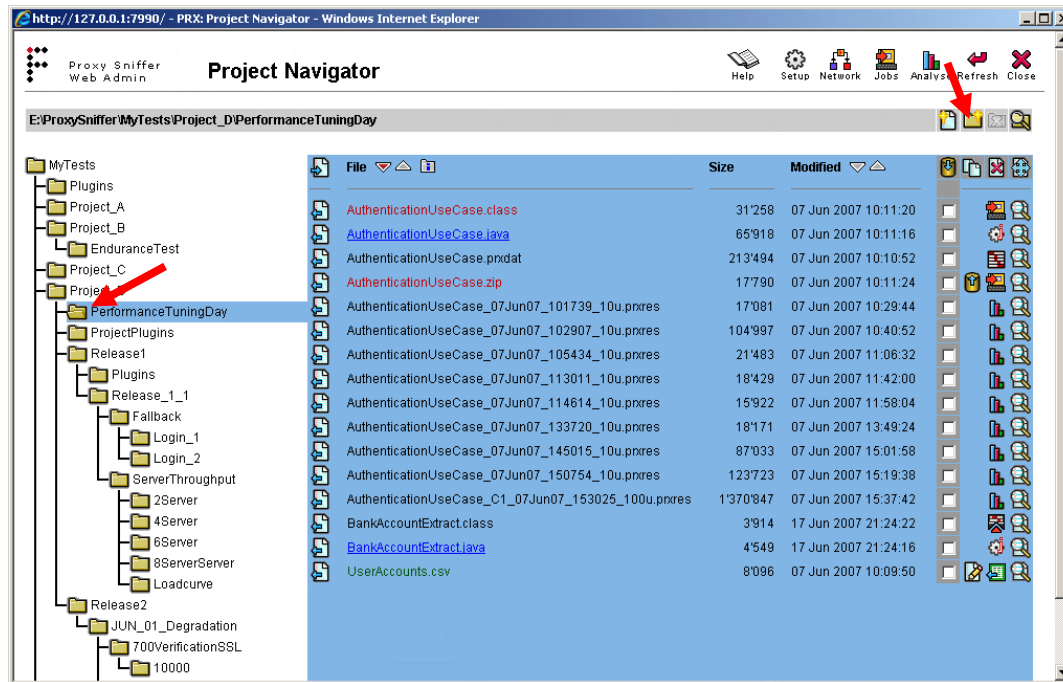 http://127.0.0.1:7990/ - PRX: Project Navigator - Windows Internet Explorer
Proxy Sniffer
Web Admin
Project Navigator
Help Setup Network Jobs Analyse Refresh Close
E:\ProxySniffer\MyTests\Project_D\PerformanceTuningDay
MyTests
Plugins
Project_A
Project_B
EnduranceTest
Project_C
PerformanceTuningDay
ProjectPlugins
Release1
Plugins
Release_1_1
Fallback
Login_1
Login_2
ServerThroughput
2Server
4Server
6Server
8ServerServer
Loadcurve
Release2
JUN_01_Degradation
700VerificationSSL
10000
File Size Modified
AuthenticationUseCase.class 31'258 07 Jun 2007 10:11:20
AuthenticationUseCase.java 65'918 07 Jun 2007 10:11:16
AuthenticationUseCase.prxdat 213'494 07 Jun 2007 10:10:52
AuthenticationUseCase.zip 17'790 07 Jun 2007 10:11:24
AuthenticationUseCase_07Jun07_101739_10u.prxres 17'081 07 Jun 2007 10:29:44
AuthenticationUseCase_07Jun07_102907_10u.prxres 104'997 07 Jun 2007 10:40:52
AuthenticationUseCase_07Jun07_105434_10u.prxres 21'483 07 Jun 2007 11:06:32
AuthenticationUseCase_07Jun07_113011_10u.prxres 18'429 07 Jun 2007 11:42:00
AuthenticationUseCase_07Jun07_114614_10u.prxres 15'922 07 Jun 2007 11:58:04
AuthenticationUseCase_07Jun07_133720_10u.prxres 18'171 07 Jun 2007 13:49:24
AuthenticationUseCase_07Jun07_145015_10u.prxres 87'033 07 Jun 2007 15:01:58
AuthenticationUseCase_07Jun07_150754_10u.prxres 123'723 07 Jun 2007 15:19:38
AuthenticationUseCase_C1_07Jun07_153025_100u.prxres 1'370'847 07 Jun 2007 15:37:42
BankAccountExtract.class 3'914 17 Jun 2007 21:24:22
BankAccountExtract.java 4'549 17 Jun 2007 21:24:16
UserAccounts.csv 8'096 07 Jun 2007 10:09:50